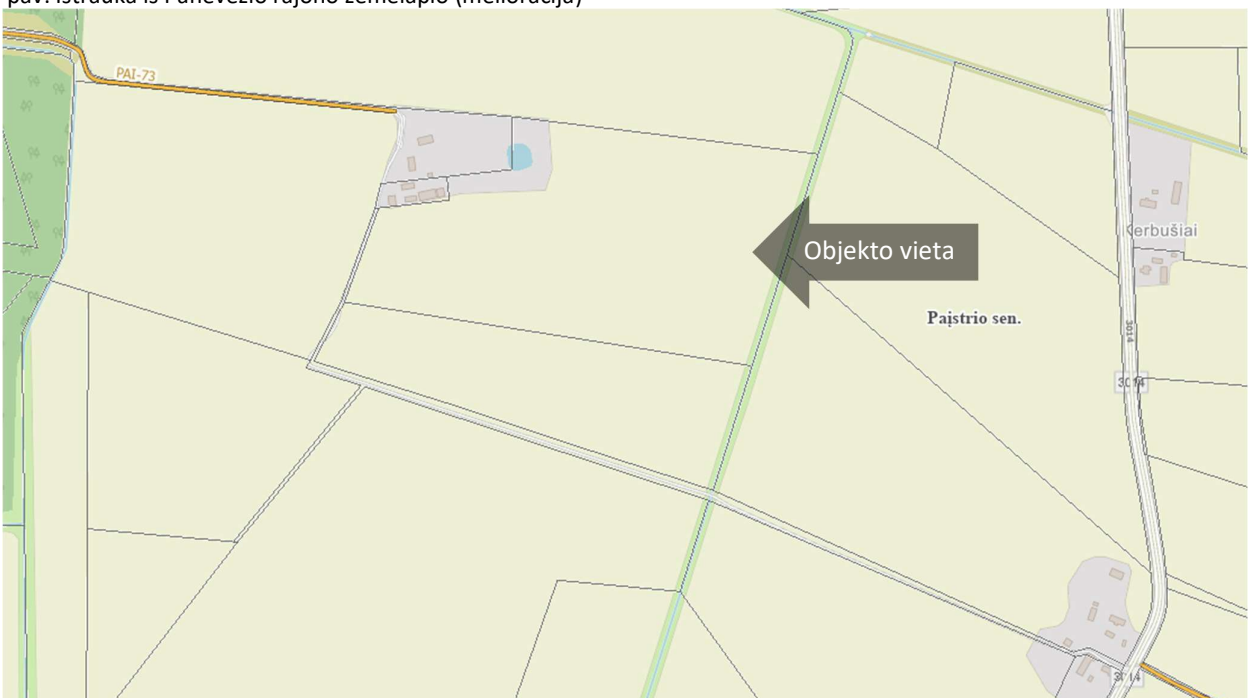 pav. Ištrauka iš Panevėžio rajono žemėlapio (melioracija)
PAI-73
Objekto vieta
Kerbušiai
Paįstrio sen.
3014
3014
3014